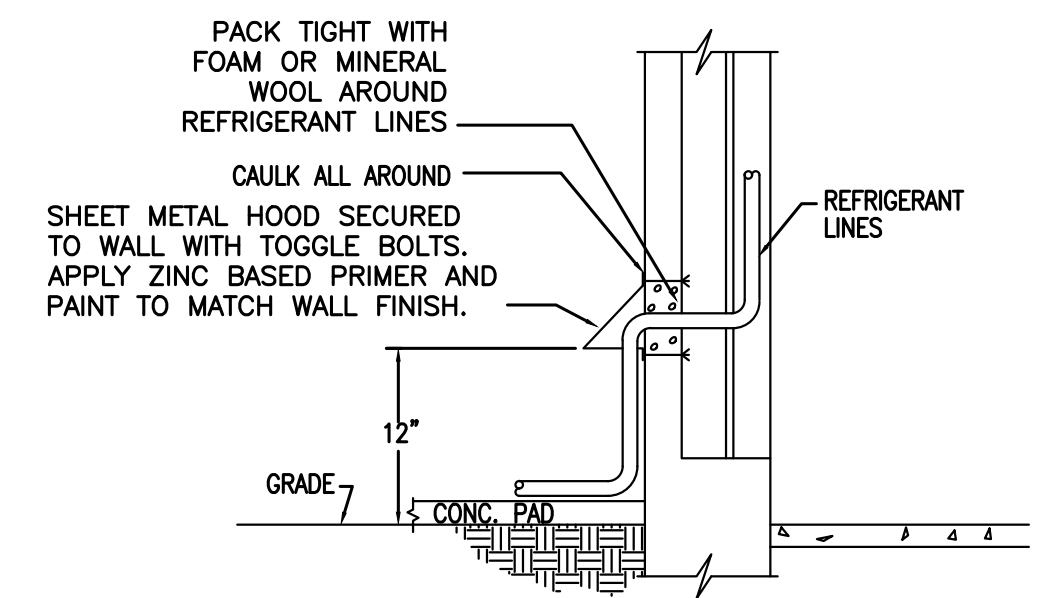 PACK TIGHT WITH
FOAM OR MINERAL
WOOL AROUND
REFRIGERANT LINES
CAULK ALL AROUND
SHEET METAL HOOD SECURED
TO WALL WITH TOGGLE BOLTS.
APPLY ZINC BASED PRIMER AND
PAINT TO MATCH WALL FINISH.
REFRIGERANT
LINES
12"
GRADE
CONC. PAD